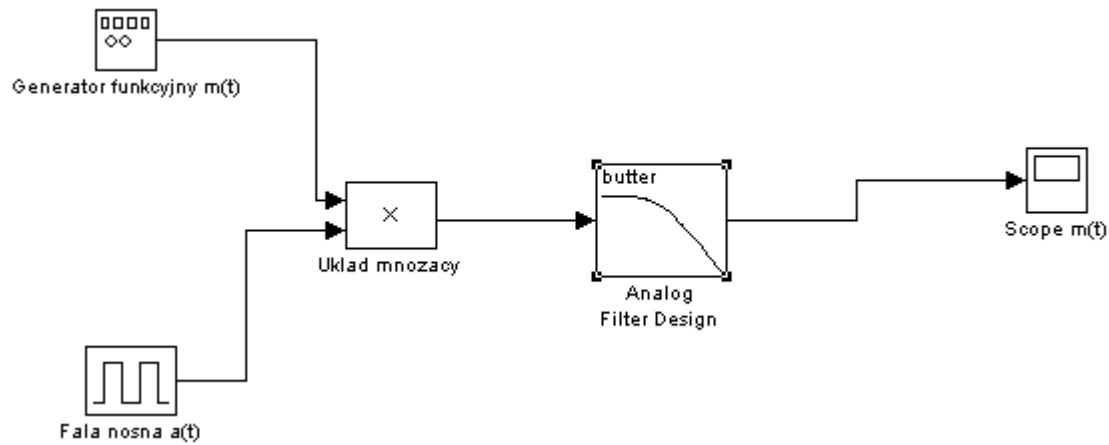 Generator funkcyjny m(t)
butter
Uklad mnozacy
Scope m(t)
Analog
Filter Design
Fala nosna a(t)